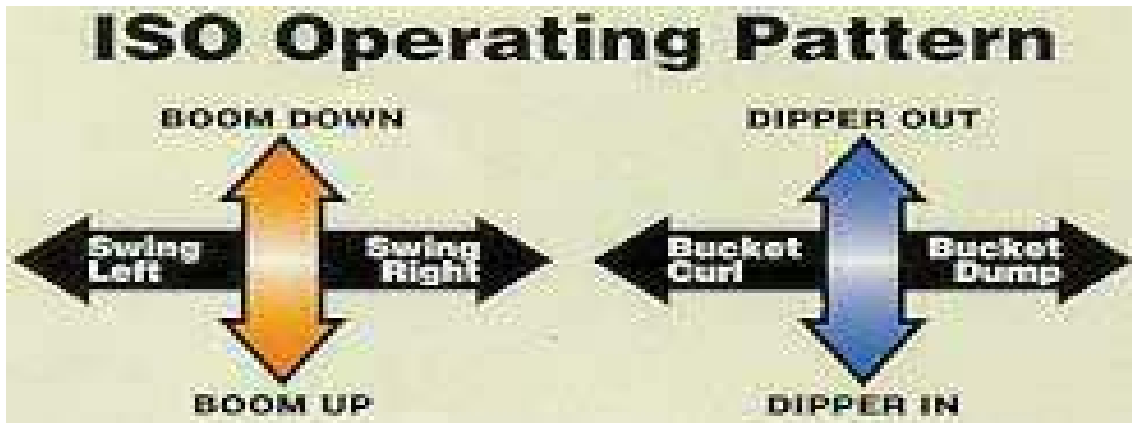 ISO Operating Pattern
BOOM DOWN
DIPPER OUT
Swing
Left
Swing
Right
Bucket
Curl
Bucket
Dump
BOOM UP
DIPPER IN